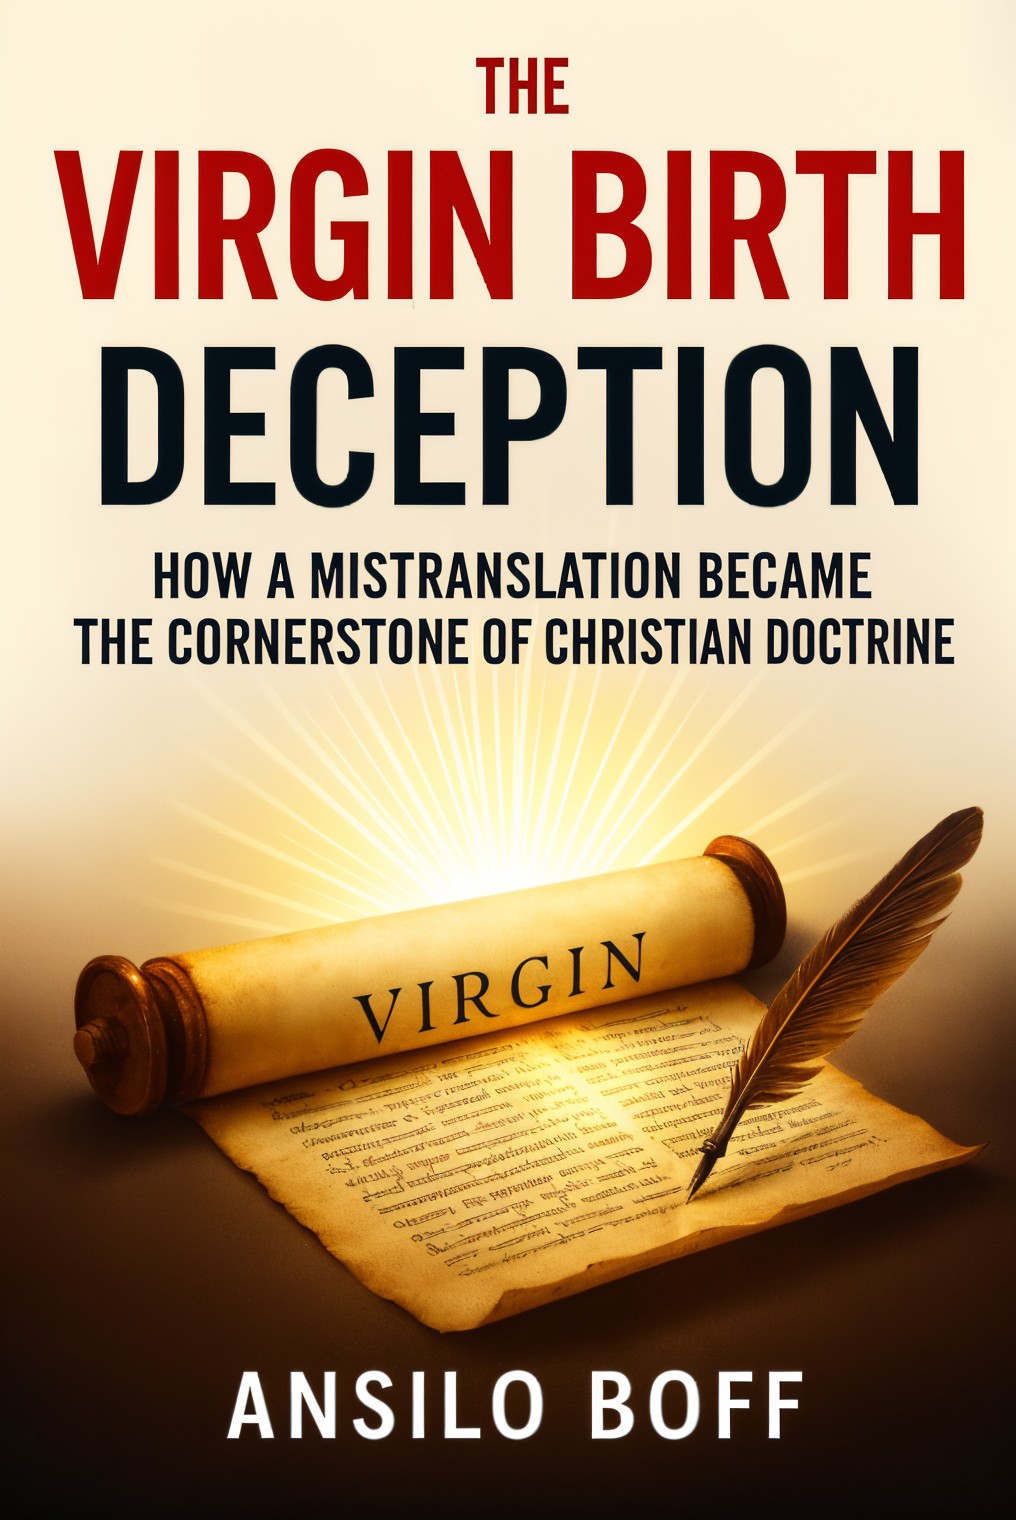 THE
VIRGIN BIRTH
DECEPTION
HOW A MISTRANSLATION BECAME
THE CORNERSTONE OF CHRISTIAN DOCTRINE
VIRGIN
ANSILO BOFF